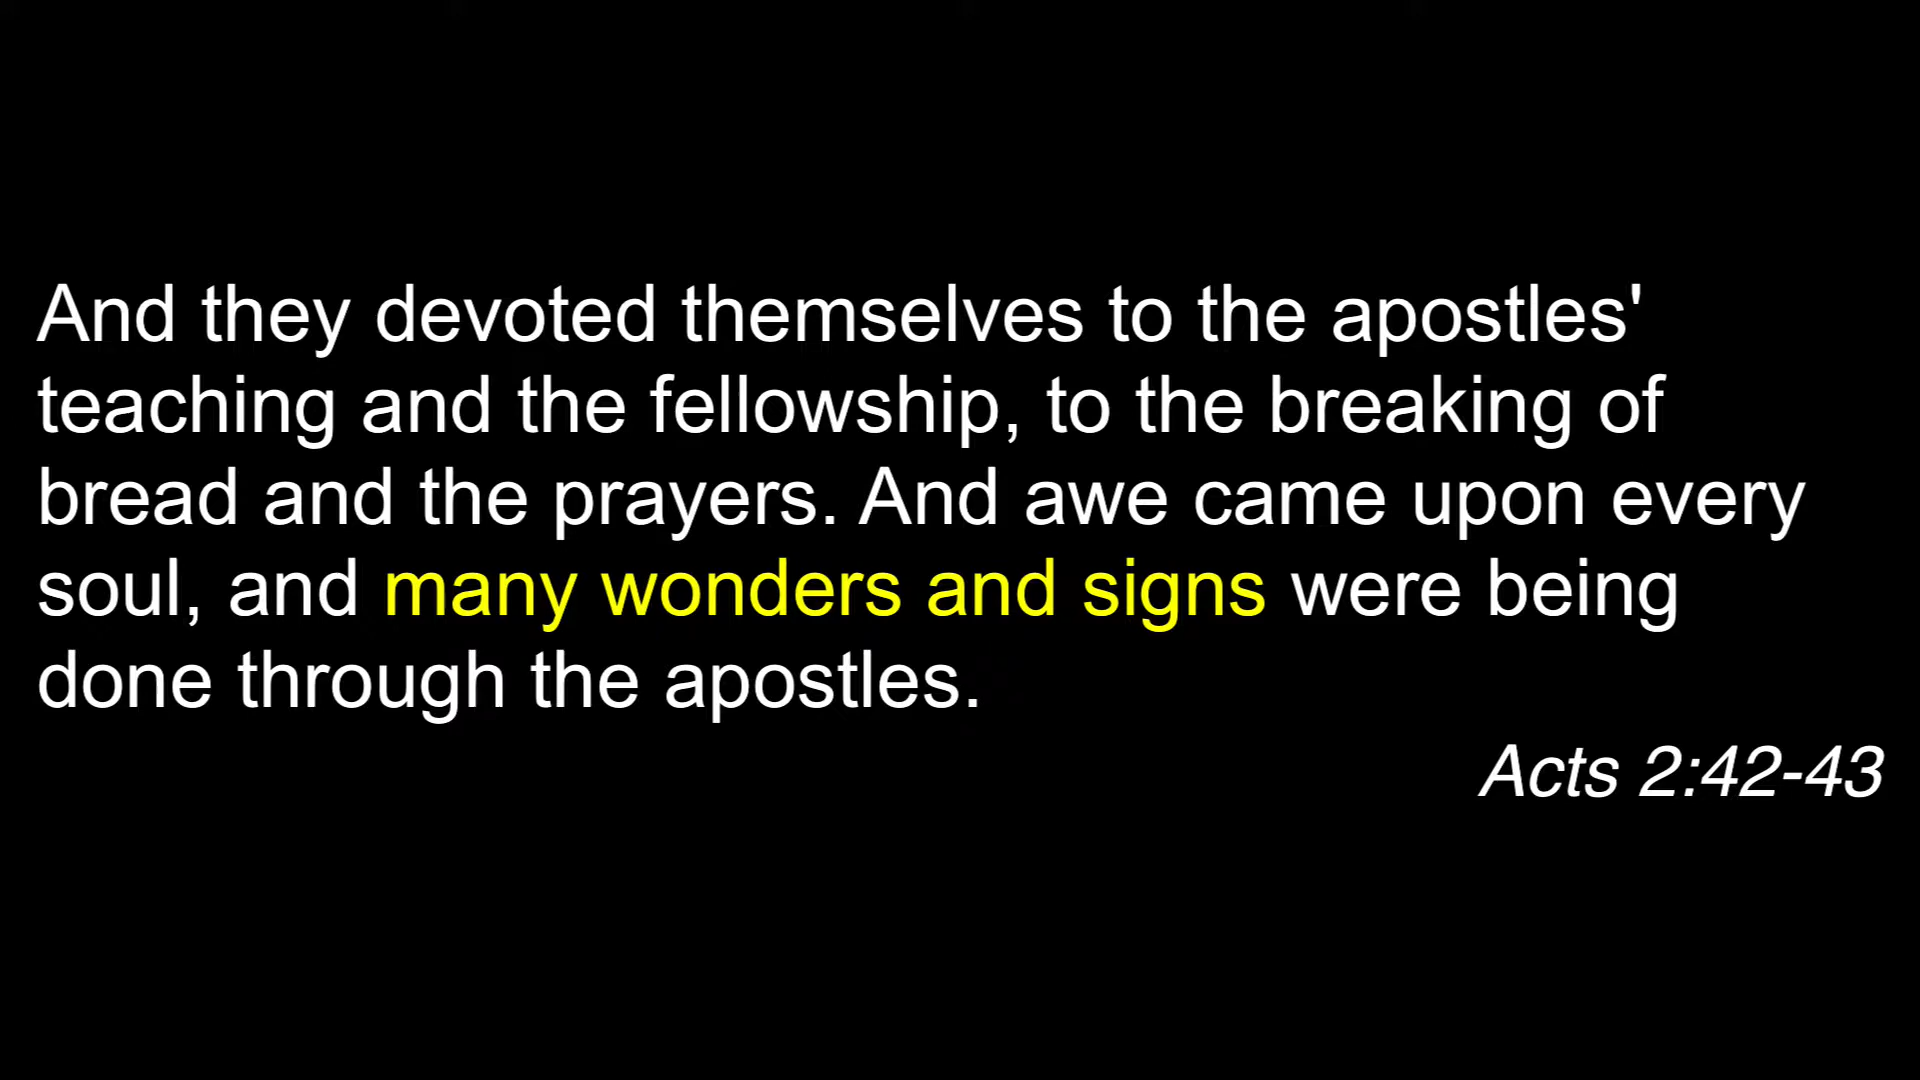 And they devoted themselves to the apostles'
teaching and the fellowship, to the breaking of
bread and the prayers. And awe came upon every
soul, and many wonders and signs were being
done through the apostles.
Acts 2:42-43